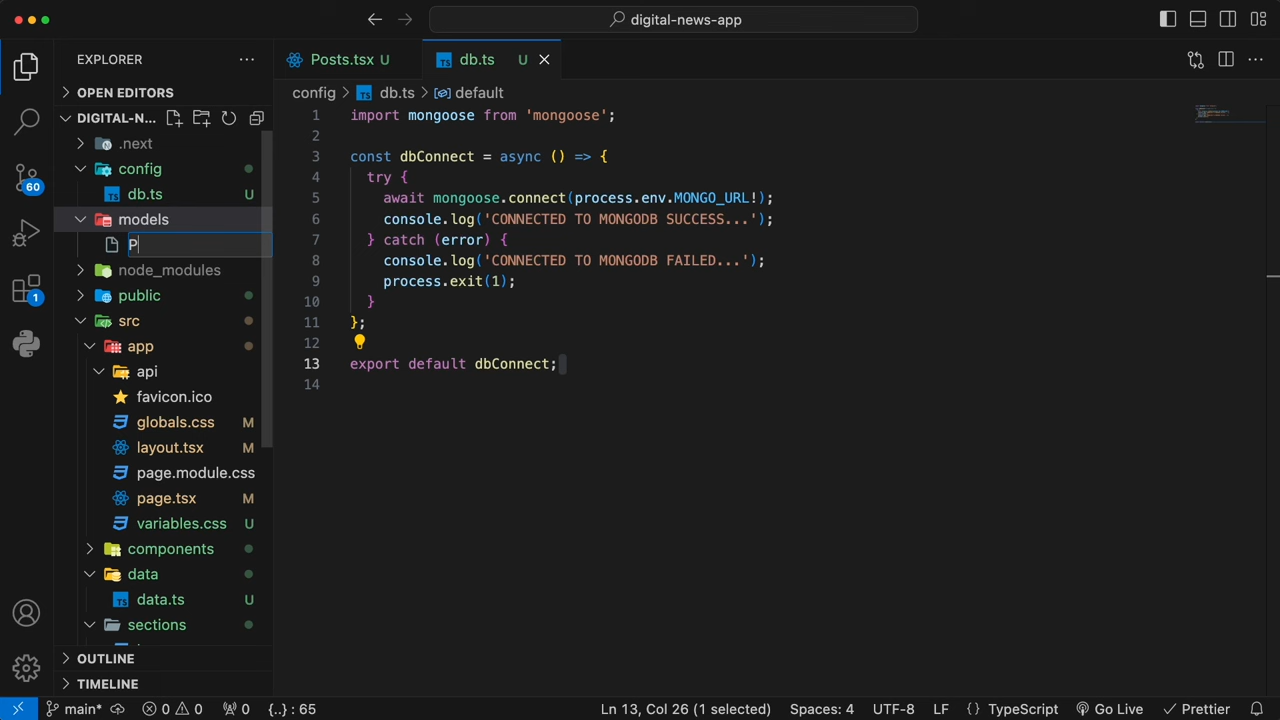 digital-news-app
EXPLORER
OPEN EDITORS
DIGITAL-N...
.next
config
db.ts U
models
P
node_modules
public
src
app
api
favicon.ico
globals.css M
layout.tsx M
page.module.css
page.tsx M
variables.css U
components
data
data.ts U
sections
OUTLINE
TIMELINE
60
1
Posts.tsx U
db.ts U
config > db.ts > default
1 import mongoose from 'mongoose';
2
3 const dbConnect = async () => {
4 try {
5 await mongoose.connect(process.env.MONGO_URL!);
6 console.log('CONNECTED TO MONGODB SUCCESS...');
7 } catch (error) {
8 console.log('CONNECTED TO MONGODB FAILED...');
9 process.exit(1);
10 }
11 };
12
13 export default dbConnect;
14
main* 0 0 0 {..} : 65 Ln 13, Col 26 (1 selected) Spaces: 4 UTF-8 LF {} TypeScript Go Live Prettier